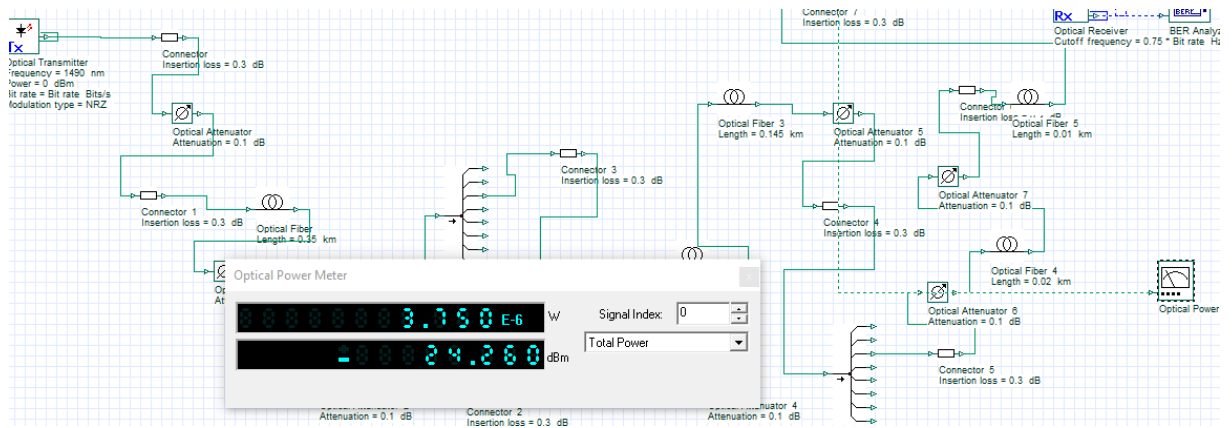 Connector 7
Insertion loss = 0.3 dB
Rx
BER
Optical Receiver
Cutoff frequency = 0.75 * Bit rate Hz
BER Analyz
Tx
Optical Transmitter
Frequency = 1490 nm
Power = 0 dBm
Bit rate = Bit rate Bits/s
Modulation type = NRZ
Connector
Insertion loss = 0.3 dB
Optical Attenuator
Attenuation = 0.1 dB
Connector 1
Insertion loss = 0.3 dB
Optical Fiber
Length = 0.35 km
Connector 3
Insertion loss = 0.3 dB
Optical Fiber 3
Length = 0.145 km
Optical Attenuator 5
Attenuation = 0.1 dB
Connector
Insertion
Optical Fiber 5
Length = 0.01 km
Connector 4
Insertion loss = 0.3 dB
Optical Attenuator 7
Attenuation = 0.1 dB
Optical Fiber 4
Length = 0.02 km
Optical Attenuator 6
Attenuation = 0.1 dB
Optical Power
Connector 5
Insertion loss = 0.3 dB
Optical Power Meter
3.750 E-6 W
Signal Index: 0
Total Power
- 24.260 dBm
Attenuation = 0.1 dB
Connector 2
Insertion loss = 0.3 dB
Optical Attenuator 4
Attenuation = 0.1 dB